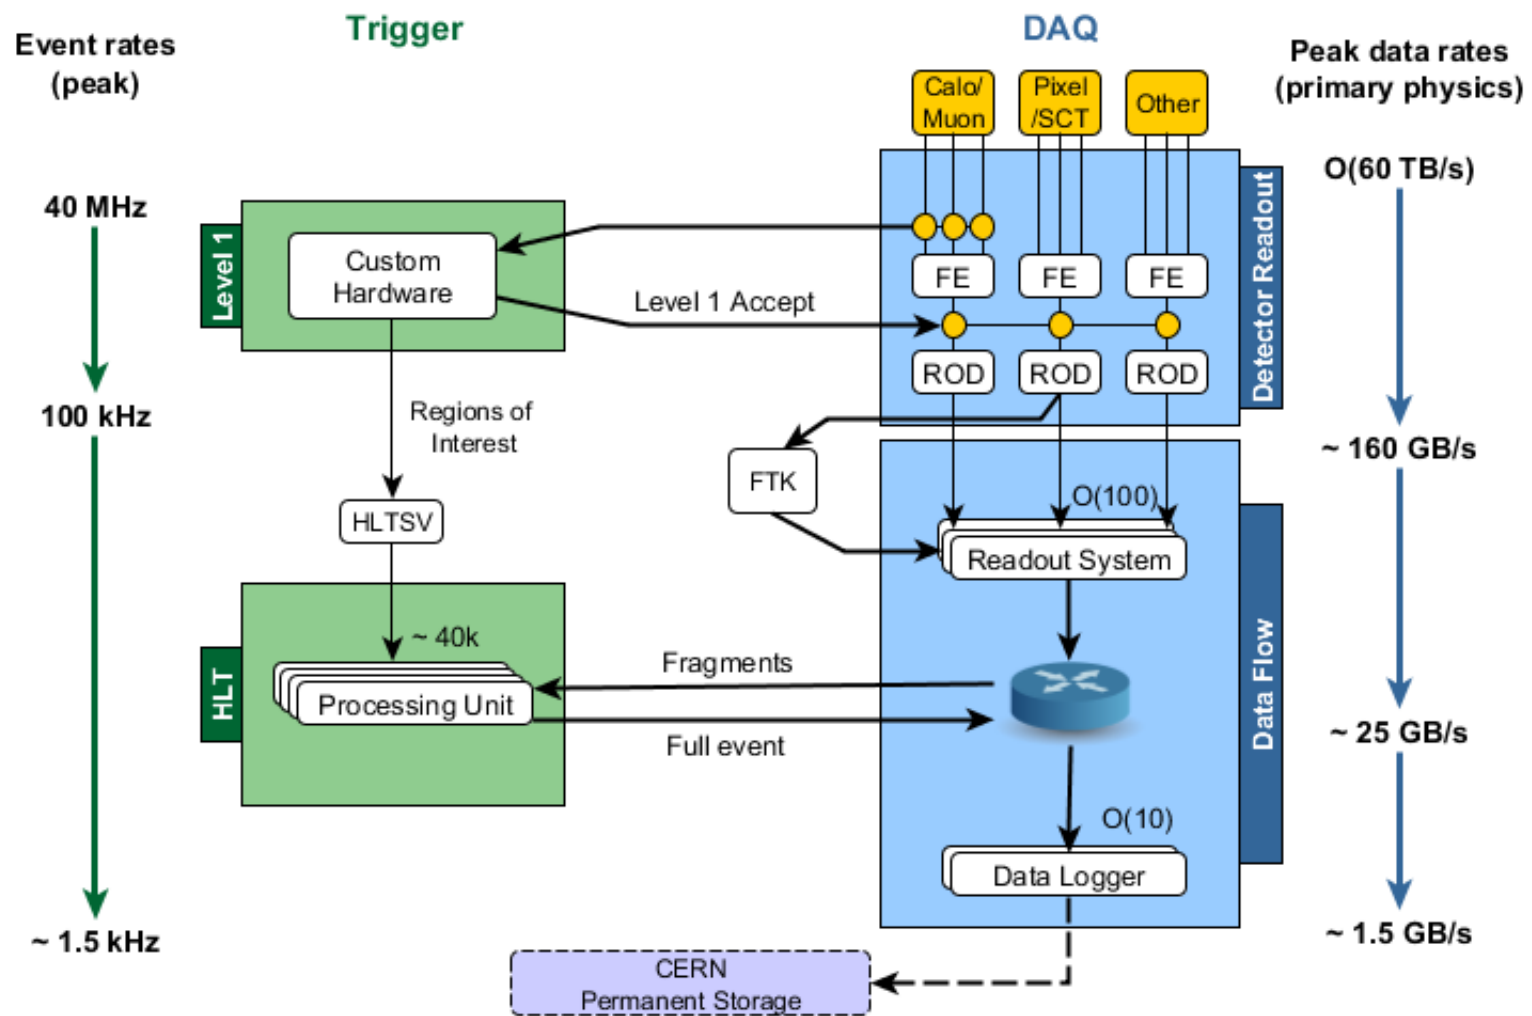 Trigger
DAQ
Event rates
(peak)
Peak data rates
(primary physics)
Calo/
Muon
Pixel
/SCT
Other
O(60 TB/s)
40 MHz
Level 1
Custom
Hardware
FE
FE
FE
Detector Readout
Level 1 Accept
ROD
ROD
ROD
100 kHz
Regions of
Interest
~ 160 GB/s
FTK
O(100)
HLTSV
Readout System
~ 40k
HLT
Processing Unit
Fragments
Full event
Data Flow
~ 25 GB/s
O(10)
Data Logger
~ 1.5 kHz
~ 1.5 GB/s
CERN
Permanent Storage